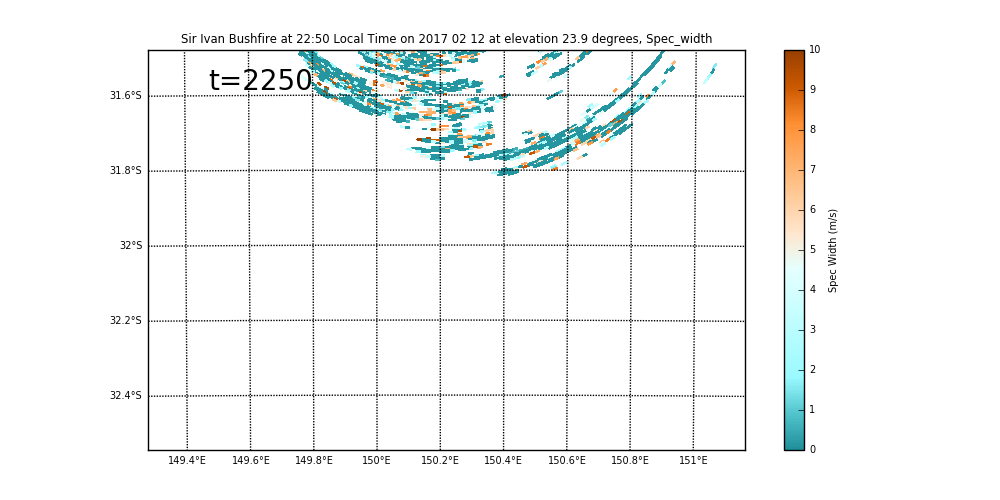 Sir Ivan Bushfire at 22:50 Local Time on 2017 02 12 at elevation 23.9 degrees, Spec_width
t=2250
31.6°S
31.8°S
32°S
32.2°S
32.4°S
149.4°E 149.6°E 149.8°E 150°E 150.2°E 150.4°E 150.6°E 150.8°E 151°E
10
9
8
7
6
5
4
3
2
1
0
Spec Width (m/s)